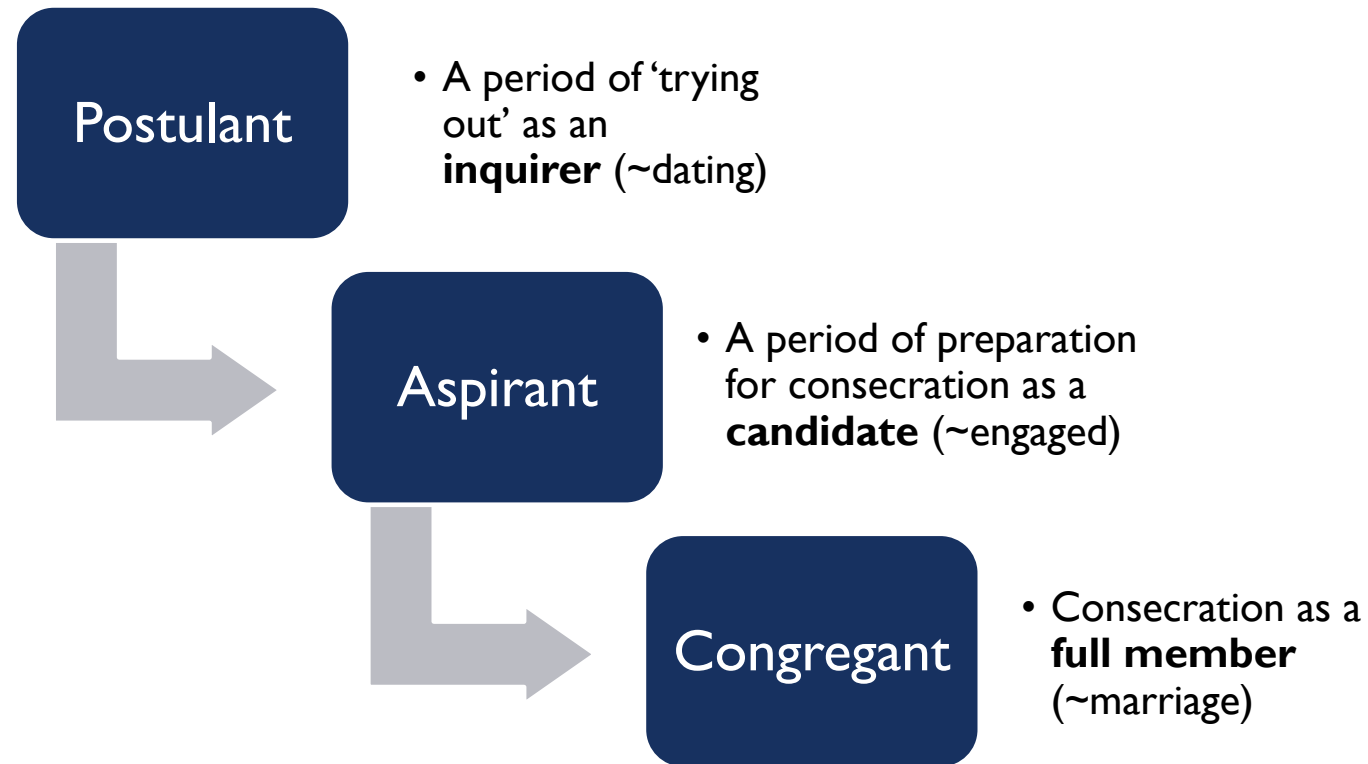 Postulant
• A period of ‘trying
out’ as an
inquirer (~dating)
Aspirant
• A period of preparation
for consecration as a
candidate (~engaged)
Congregant
• Consecration as a
full member
(~marriage)